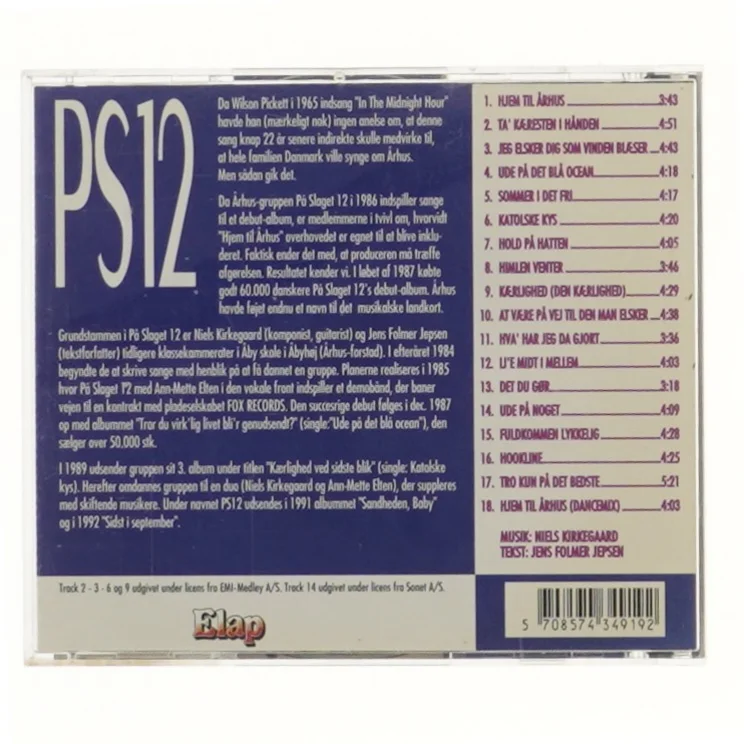 PS12
Da Wilson Pickett i 1965 indsang "In The Midnight Hour"
havde han (mærkeligt nok) ingen anelse om, at denne
sang knap 22 år senere indirekte skulle medvirke til,
at hele familien Danmark ville synge om Århus.
Men sådan gik det.
Da Århus-gruppen På Slaget 12 i 1986 indspiller sange
til et debut-album, er medlemmerne i tvivl om, hvorvidt
"Hjem til Århus" overhovedet er egnet til at blive inklu-
deret. Faktisk ender det med, at produceren må træffe
afgørelsen. Resultatet kender vi. I løbet af 1987 købte
godt 60.000 danskere På Slaget 12's debut-album. Århus
havde føjet endnu et navn til det musikalske landkort.
Grundstammen i På Slaget 12 er Niels Kirkegaard (komponist, guitarist) og Jens Folmer Jepsen
(tekstforfatter) tidligere klassekammerater i Åby skole i Åbyhøj (Århus-forstad). I efteråret 1984
begyndte de at skrive sange med henblik på at få dannet en gruppe. Planerne realiseres i 1985
hvor På Slaget 12 med Ann-Mette Elten i den vokale front indspiller et demobånd, der baner
vejen til en kontrakt med pladeselskabet FOX RECORDS. Den succesrige debut følges i dec. 1987
op med albummet "Tror du virk'lig livet bli'r genudsendt?" (single:"Ude på det blå ocean"), den
sælger over 50.000 stk.
I 1989 udsender gruppen sit 3. album under titlen "Kærlighed ved sidste blik" (single: Katolske
kys). Herefter omdannes gruppen til en duo (Niels Kirkegaard og Ann-Mette Elten), der suppleres
med skiftende musikere. Under navnet PS12 udsendes i 1991 albummet "Sandheden, Baby"
og i 1992 "Sidst i september".
1. HJEM TIL ÅRHUS 3:43
2. TA' KÆRESTEN I HÅNDEN 4:51
3. JEG ELSKER DIG SOM VINDEN BLÆSER 4:43
4. UDE PÅ DET BLÅ OCEAN 4:18
5. SOMMER I DET FRI 4:17
6. KATOLSKE KYS 4:20
7. HOLD PÅ HATTEN 4:05
8. HIMLEN VENTER 3:46
9. KÆRLIGHED (DEN KÆRLIGHED) 4:29
10. AT VÆRE PÅ VEJ TIL DEN MAN ELSKER 4:38
11. HVA' HAR JEG DA GJORT 3:36
12. LI'E MIDT I MELLEM 4:03
13. DET DU GØR 3:18
14. UDE PÅ NOGET 4:09
15. FULDKOMMEN LYKKELIG 4:28
16. HOOKLINE 4:25
17. TRO KUN PÅ DET BEDSTE 5:21
18. HJEM TIL ÅRHUS (DANCEMIX) 4:03
MUSIK: NIELS KIRKEGAARD
TEKST: JENS FOLMER JEPSEN
Track 2 - 3 - 6 og 9 udgivet under licens fra EMI-Medley A/S. Track 14 udgivet under licens fra Sonet A/S.
Elap
5 708574 349192